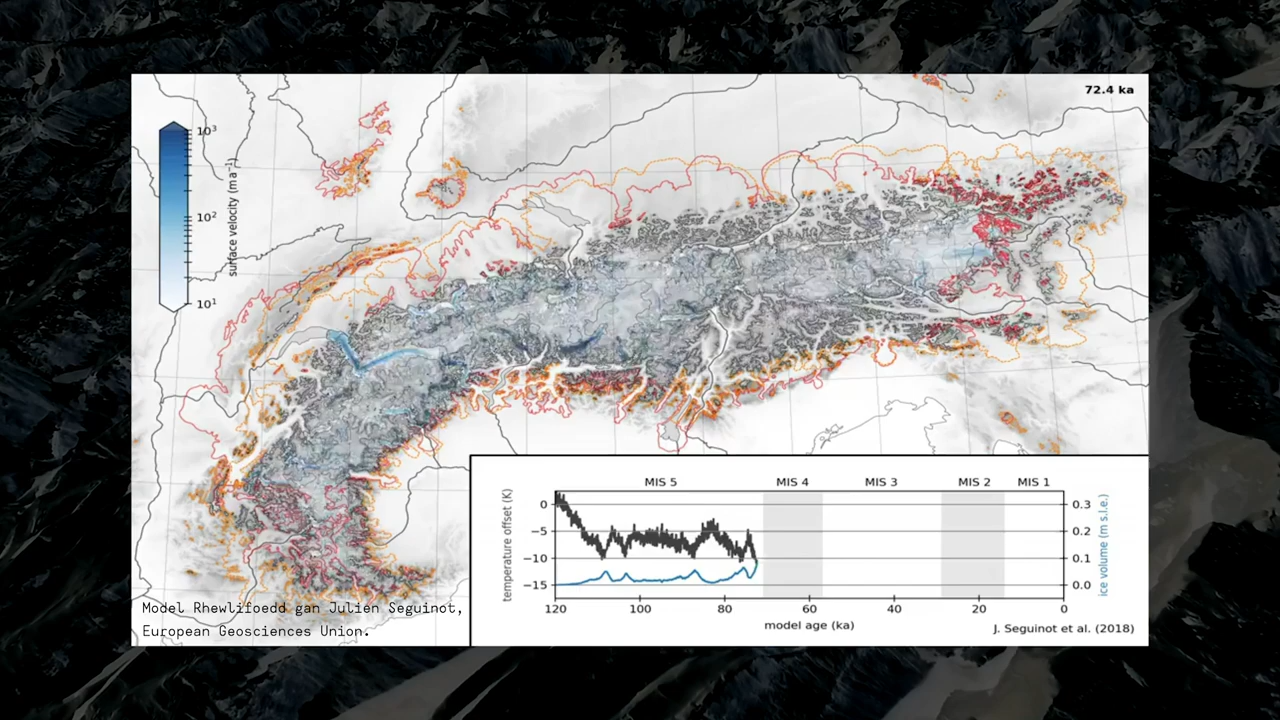 72.4 ka
10³
10²
10¹
surface velocity (m a⁻¹)
MIS 5 MIS 4 MIS 3 MIS 2 MIS 1
temperature offset (K)
0
−5
−10
−15
0.3
0.2
0.1
0.0
ice volume (m s.l.e.)
120 100 80 60 40 20 0
model age (ka)
J. Seguinot et al. (2018)
Model Rhewlifoedd gan Julien Seguinot,
European Geosciences Union.